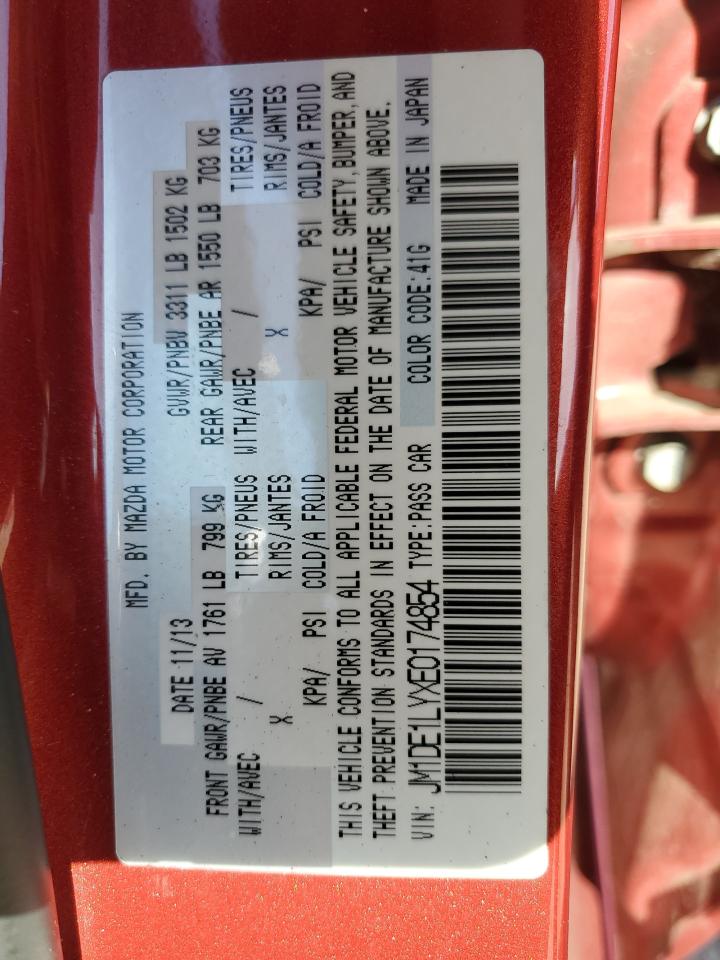 MFD. BY MAZDA MOTOR CORPORATION
DATE 11/13 GVWR/PNBV 3311 LB 1502 KG
FRONT GAWR/PNBE AV 1761 LB 799 KG REAR GAWR/PNBE AR 1550 LB 703 KG
WITH/AVEC / TIRES/PNEUS WITH/AVEC / TIRES/PNEUS
X RIMS/JANTES X RIMS/JANTES
KPA/ PSI COLD/A FROID KPA/ PSI COLD/A FROID
THIS VEHICLE CONFORMS TO ALL APPLICABLE FEDERAL MOTOR VEHICLE SAFETY, BUMPER, AND
THEFT PREVENTION STANDARDS IN EFFECT ON THE DATE OF MANUFACTURE SHOWN ABOVE.
VIN: JM1DE1LYXE0174854 TYPE:PASS CAR COLOR CODE:41G MADE IN JAPAN